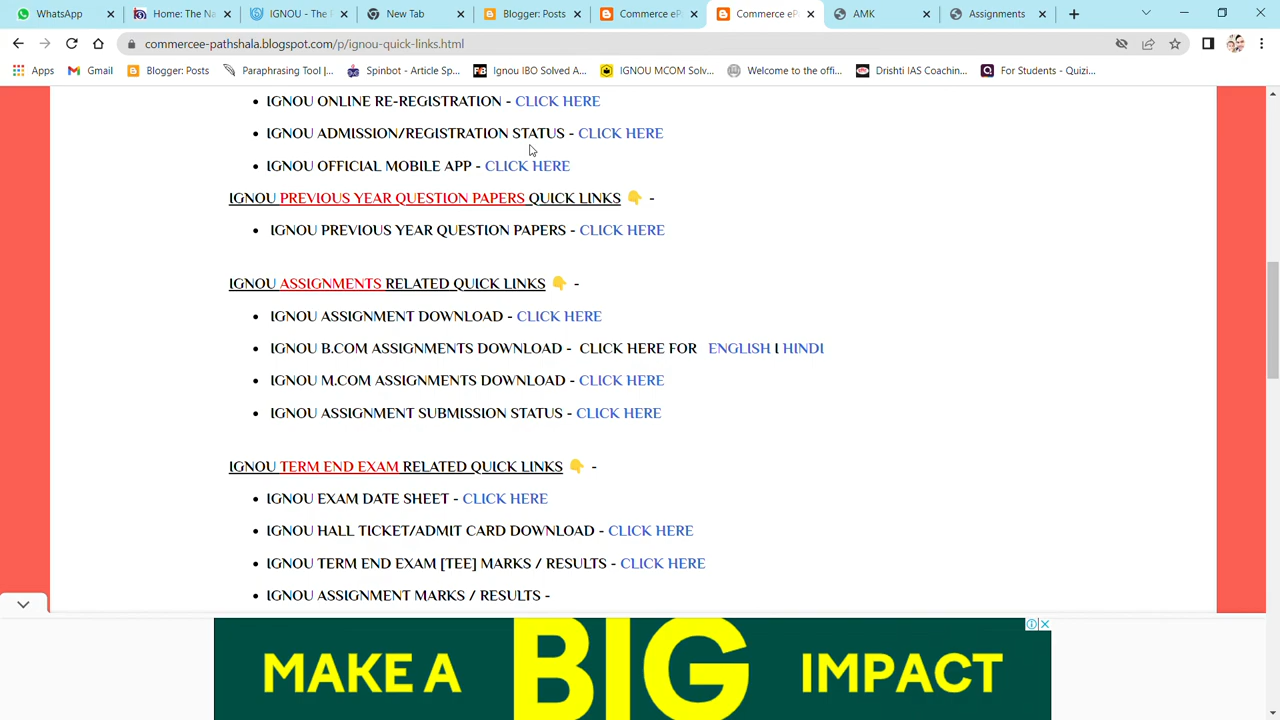 WhatsApp
Home: The Na
IGNOU - The F
New Tab
Blogger: Posts
Commerce eP
Commerce eP
AMK
Assignments
commercee-pathshala.blogspot.com/p/ignou-quick-links.html
Apps
Gmail
Blogger: Posts
Paraphrasing Tool |...
Spinbot - Article Sp...
Ignou IBO Solved A...
IGNOU MCOM Solv...
Welcome to the offi...
Drishti IAS Coachin...
For Students - Quizi...
• IGNOU ONLINE RE-REGISTRATION - CLICK HERE
• IGNOU ADMISSION/REGISTRATION STATUS - CLICK HERE
• IGNOU OFFICIAL MOBILE APP - CLICK HERE
IGNOU PREVIOUS YEAR QUESTION PAPERS QUICK LINKS 👇 -
• IGNOU PREVIOUS YEAR QUESTION PAPERS - CLICK HERE
IGNOU ASSIGNMENTS RELATED QUICK LINKS 👇 -
• IGNOU ASSIGNMENT DOWNLOAD - CLICK HERE
• IGNOU B.COM ASSIGNMENTS DOWNLOAD - CLICK HERE FOR ENGLISH I HINDI
• IGNOU M.COM ASSIGNMENTS DOWNLOAD - CLICK HERE
• IGNOU ASSIGNMENT SUBMISSION STATUS - CLICK HERE
IGNOU TERM END EXAM RELATED QUICK LINKS 👇 -
• IGNOU EXAM DATE SHEET - CLICK HERE
• IGNOU HALL TICKET/ADMIT CARD DOWNLOAD - CLICK HERE
• IGNOU TERM END EXAM [TEE] MARKS / RESULTS - CLICK HERE
• IGNOU ASSIGNMENT MARKS / RESULTS -
MAKE A BIG IMPACT